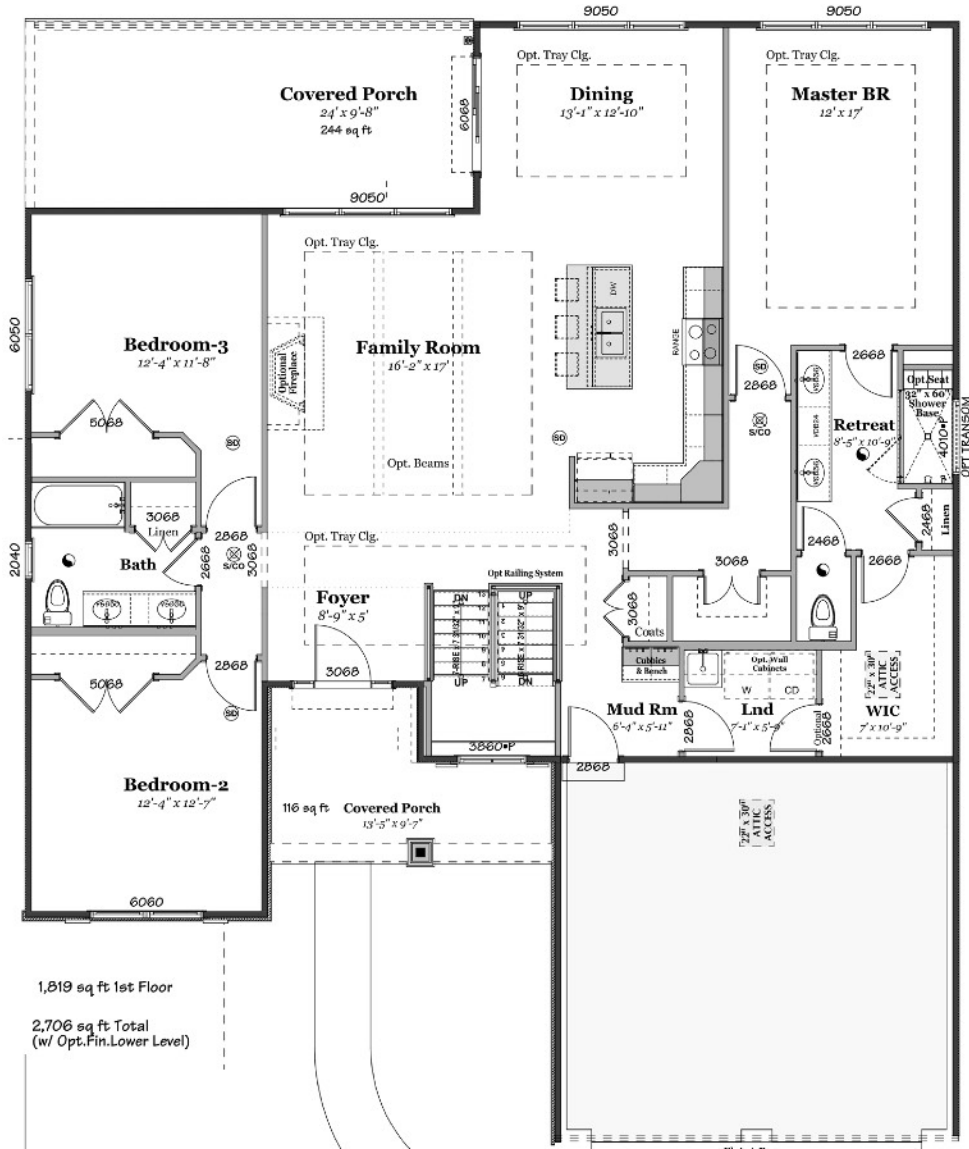 9050
9050
Opt. Tray Clg.
Opt. Tray Clg.
Covered Porch
24' x 9'-8"
244 sq ft
6068
Dining
13'-1" x 12'-10"
Master BR
12' x 17'
9050
Opt. Tray Clg.
6050
Bedroom-3
12'-4" x 11'-8"
Optional
Fireplace
Family Room
16'-2" x 17'
DW
RANGE
SD
2868
S/CO
2668
Opt. Seat
32" x 60"
Shower
Base
4010•P
OPT TRANSOM
VDB24
Retreat
8'-5" x 10'-9"
5068
SD
SD
Opt. Beams
3068
Linen
2868
2668
S/CO
3068
Bath
2040
Opt. Tray Clg.
Opt Railing System
3068
3068
2468
2468
Linen
2668
Foyer
8'-9" x 5'
DN
UP
UP
DN
3068
Coats
3068
Cubbies
& Bench
Opt. Wall
Cabinets
W
CD
22" x 30"
ATTIC
ACCESS
5068
2868
SD
Mud Rm
6'-4" x 5'-11"
2868
Lnd
7'-1" x 5'-9"
Optional
2668
WIC
7' x 10'-9"
3860•P
2868
Bedroom-2
12'-4" x 12'-7"
116 sq ft
Covered Porch
13'-5" x 9'-7"
22" x 30"
ATTIC
ACCESS
6060
1,819 sq ft 1st Floor
2,706 sq ft Total
(w/ Opt.Fin.Lower Level)